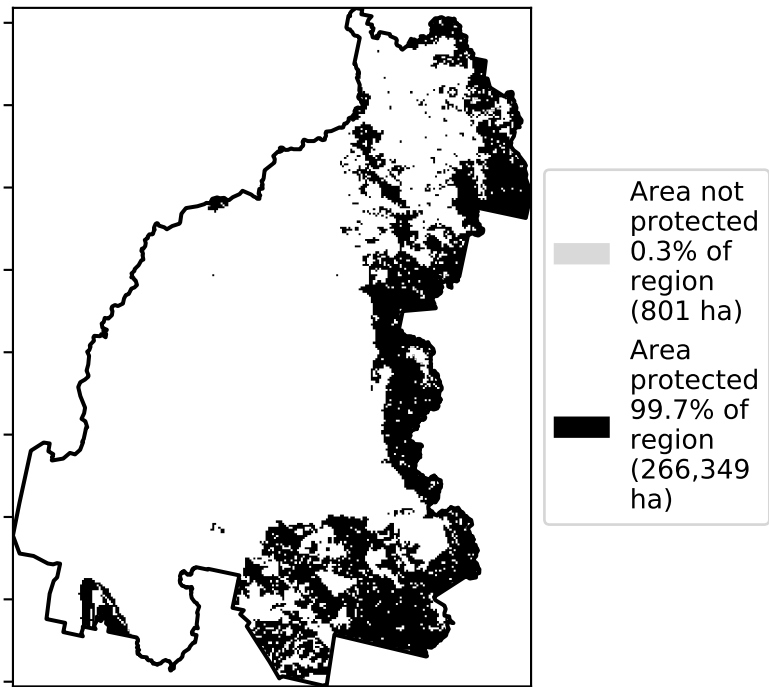 Area not
protected
0.3% of
region
(801 ha)
Area
protected
99.7% of
region
(266,349
ha)